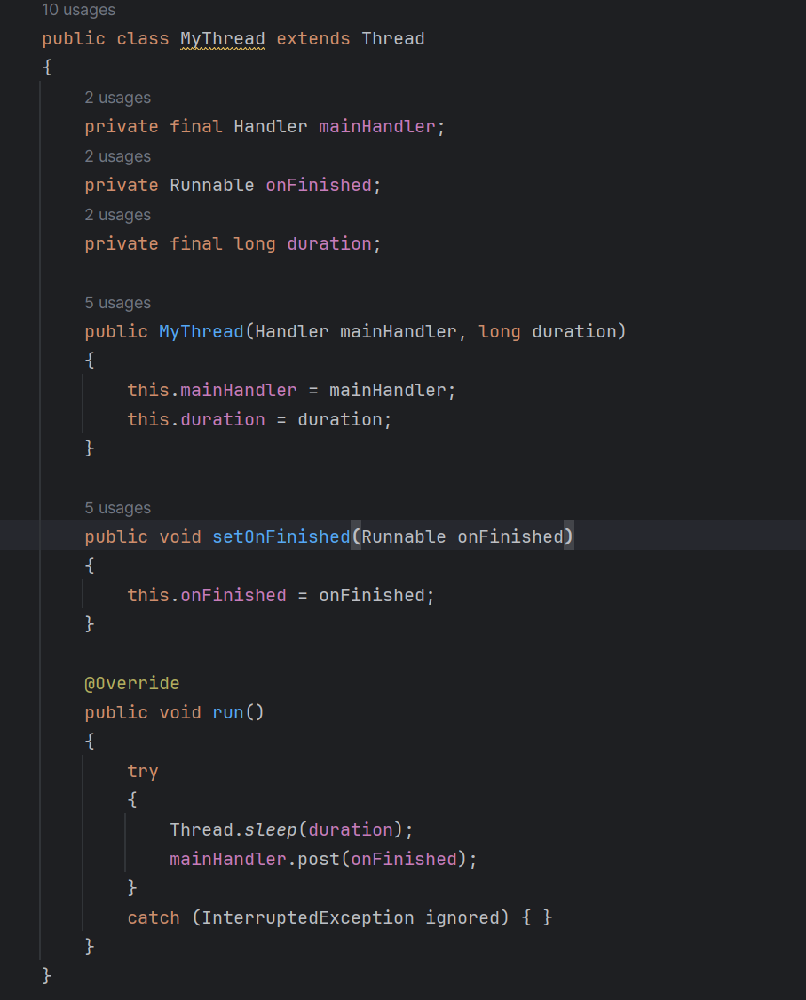 10 usages
public class MyThread extends Thread
{
2 usages
private final Handler mainHandler;
2 usages
private Runnable onFinished;
2 usages
private final long duration;
5 usages
public MyThread(Handler mainHandler, long duration)
{
this.mainHandler = mainHandler;
this.duration = duration;
}
5 usages
public void setOnFinished(Runnable onFinished)
{
this.onFinished = onFinished;
}
@Override
public void run()
{
try
{
Thread.sleep(duration);
mainHandler.post(onFinished);
}
catch (InterruptedException ignored) { }
}
}